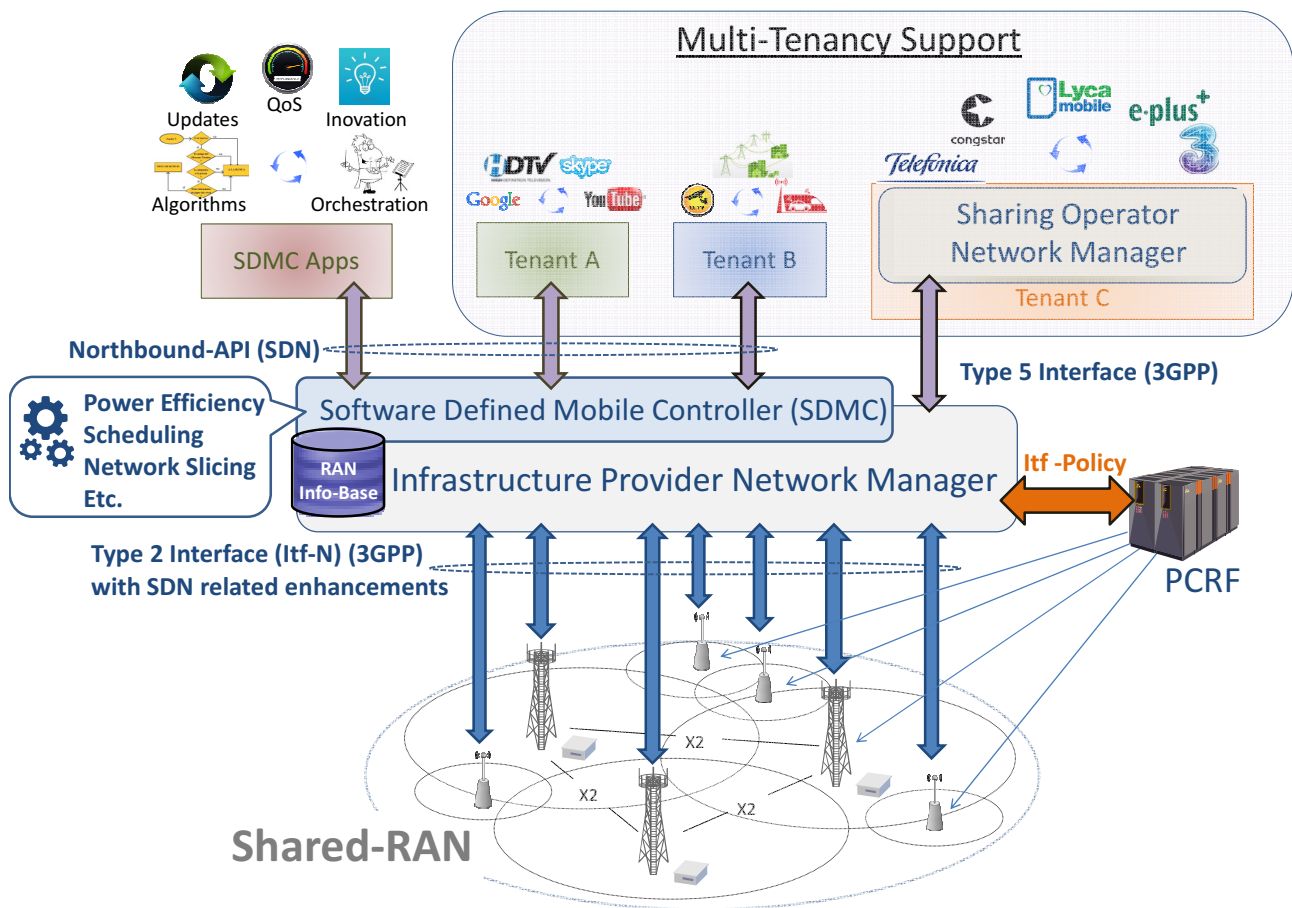 Multi-Tenancy Support
Updates
QoS
Inovation
Algorithms
Orchestration
HDTV
skype
Google
You Tube
congstar
Lyca
mobile
e·plus+
Telefónica
3
SDMC Apps
Tenant A
Tenant B
Sharing Operator
Network Manager
Tenant C
Northbound-API (SDN)
Type 5 Interface (3GPP)
Power Efficiency
Scheduling
Network Slicing
Etc.
Software Defined Mobile Controller (SDMC)
RAN
Info-Base
Infrastructure Provider Network Manager
Itf -Policy
PCRF
Type 2 Interface (Itf-N) (3GPP)
with SDN related enhancements
X2
X2
X2
Shared-RAN